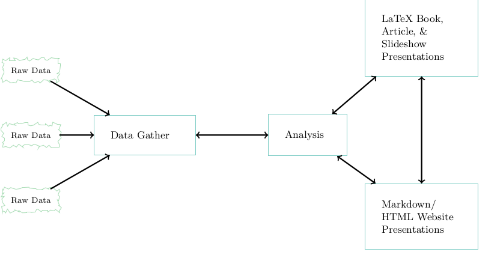 LaTeX Book,
Article, &
Slideshow
Presentations
Raw Data
Raw Data
Data Gather
Analysis
Raw Data
Markdown/
HTML Website
Presentations